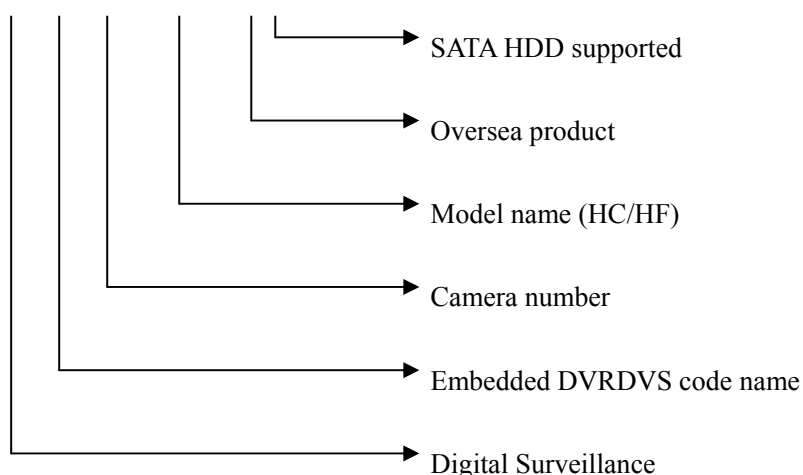 SATA HDD supported
Oversea product
Model name (HC/HF)
Camera number
Embedded DVRDVS code name
Digital Surveillance